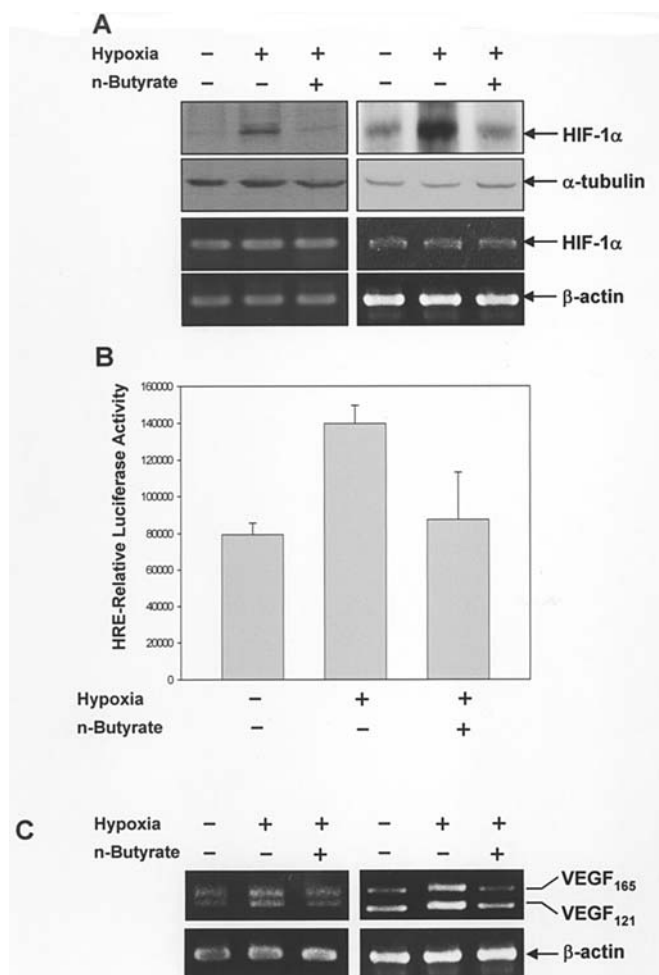 A
Hypoxia − + + − + +
n-Butyrate − − + − − +
HIF-1α
α-tubulin
HIF-1α
β-actin
B
HRE-Relative Luciferase Activity
160000
140000
120000
100000
80000
60000
40000
20000
0
Hypoxia − + +
n-Butyrate − − +
C
Hypoxia − + + − + +
n-Butyrate − − + − − +
VEGF₁₆₅
VEGF₁₂₁
β-actin